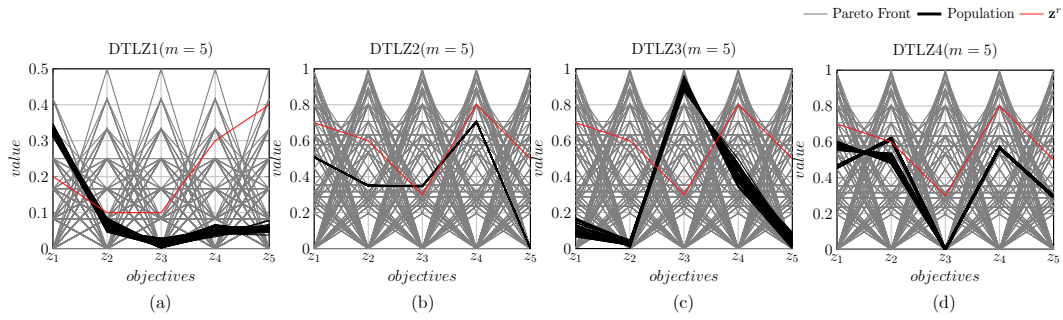 Pareto Front Population z^r
DTLZ1(m = 5)
0.5
0.4
0.3
0.2
0.1
0
value
z1 z2 z3 z4 z5
objectives
(a)
DTLZ2(m = 5)
1
0.8
0.6
0.4
0.2
0
value
z1 z2 z3 z4 z5
objectives
(b)
DTLZ3(m = 5)
1
0.8
0.6
0.4
0.2
0
value
z1 z2 z3 z4 z5
objectives
(c)
DTLZ4(m = 5)
1
0.8
0.6
0.4
0.2
0
value
z1 z2 z3 z4 z5
objectives
(d)